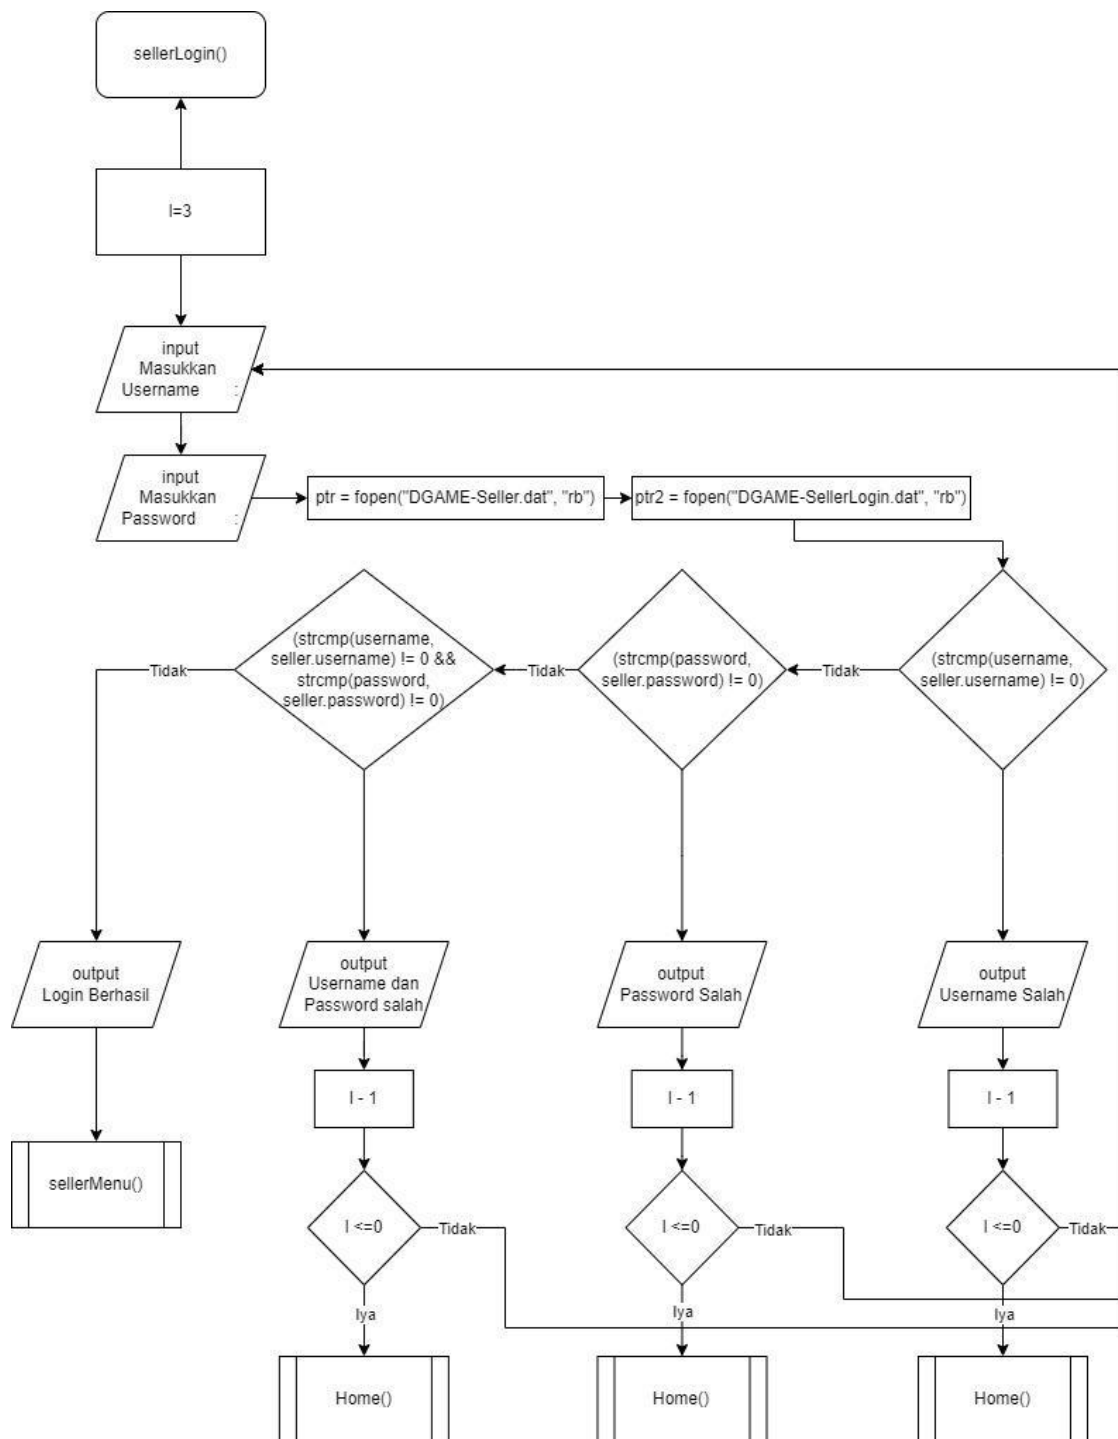 sellerLogin()
I=3
input
Masukkan
Username :
input
Masukkan
Password :
ptr = fopen("DGAME-Seller.dat", "rb")
ptr2 = fopen("DGAME-SellerLogin.dat", "rb")
(strcmp(username,
seller.username) != 0 &&
strcmp(password,
seller.password) != 0)
(strcmp(password,
seller.password) != 0)
(strcmp(username,
seller.username) != 0)
Tidak
Tidak
Tidak
output
Login Berhasil
output
Username dan
Password salah
output
Password Salah
output
Username Salah
I - 1
I - 1
I - 1
sellerMenu()
I <=0
Tidak
I <=0
Tidak
I <=0
Tidak
Iya
Iya
Iya
Home()
Home()
Home()